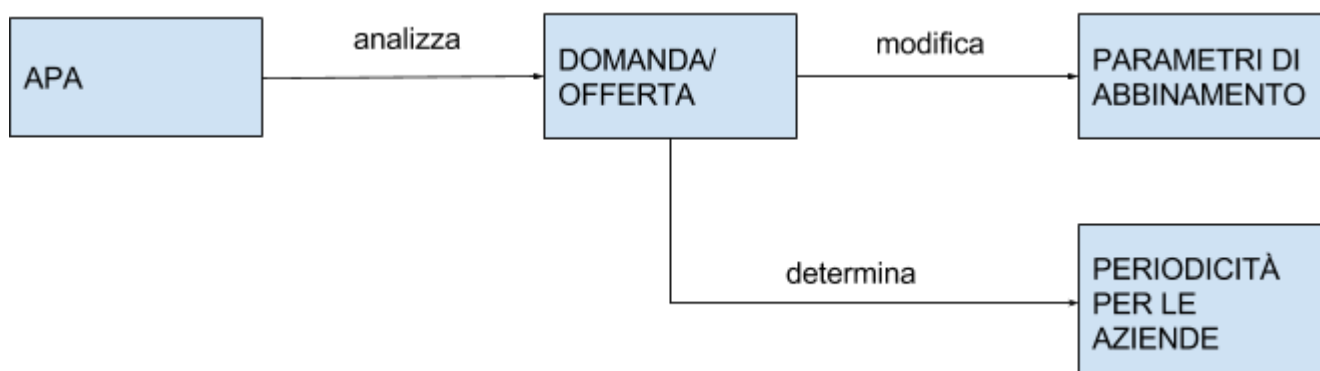 analizza
modifica
APA
DOMANDA/
OFFERTA
PARAMETRI DI
ABBINAMENTO
determina
PERIODICITÀ
PER LE
AZIENDE